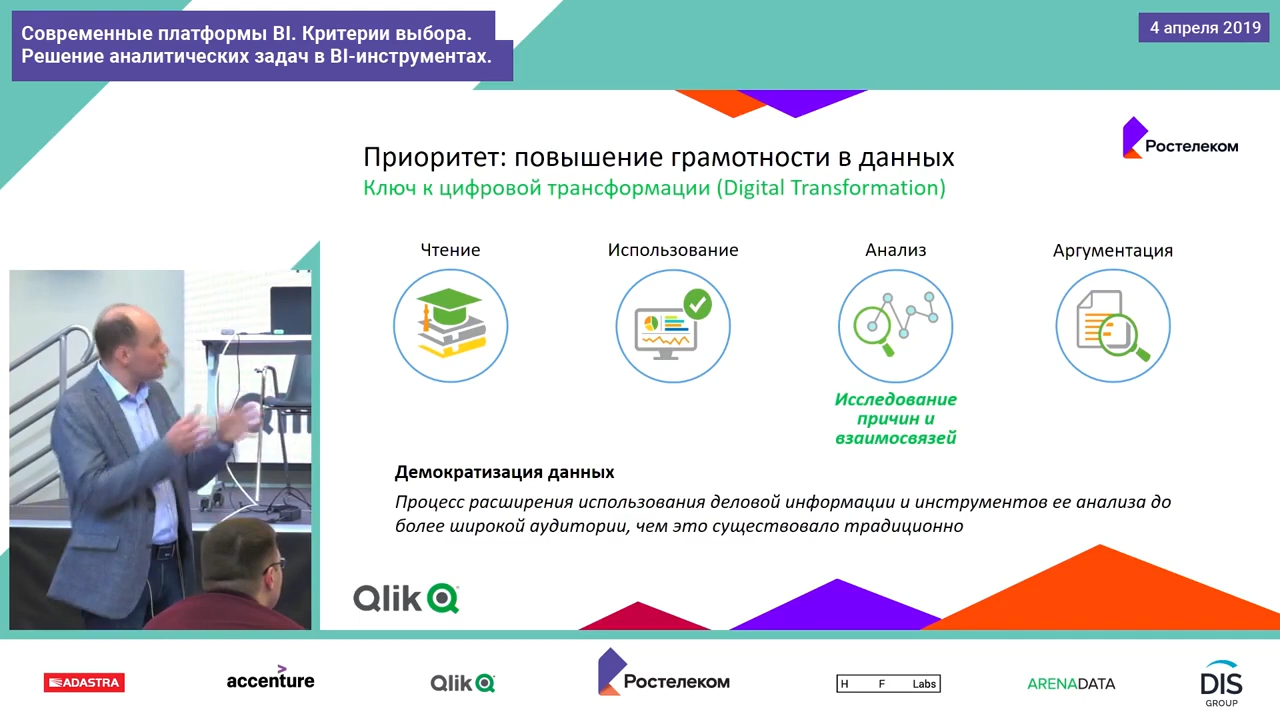 Современные платформы BI. Критерии выбора.
Решение аналитических задач в BI-инструментах.
4 апреля 2019
Ростелеком
Приоритет: повышение грамотности в данных
Ключ к цифровой трансформации (Digital Transformation)
Чтение
Использование
Анализ
Аргументация
Исследование
причин и
взаимосвязей
Демократизация данных
Процесс расширения использования деловой информации и инструментов ее анализа до
более широкой аудитории, чем это существовало традиционно
Qlik
ADASTRA
accenture
Qlik
Ростелеком
H F Labs
ARENADATA
DIS
GROUP